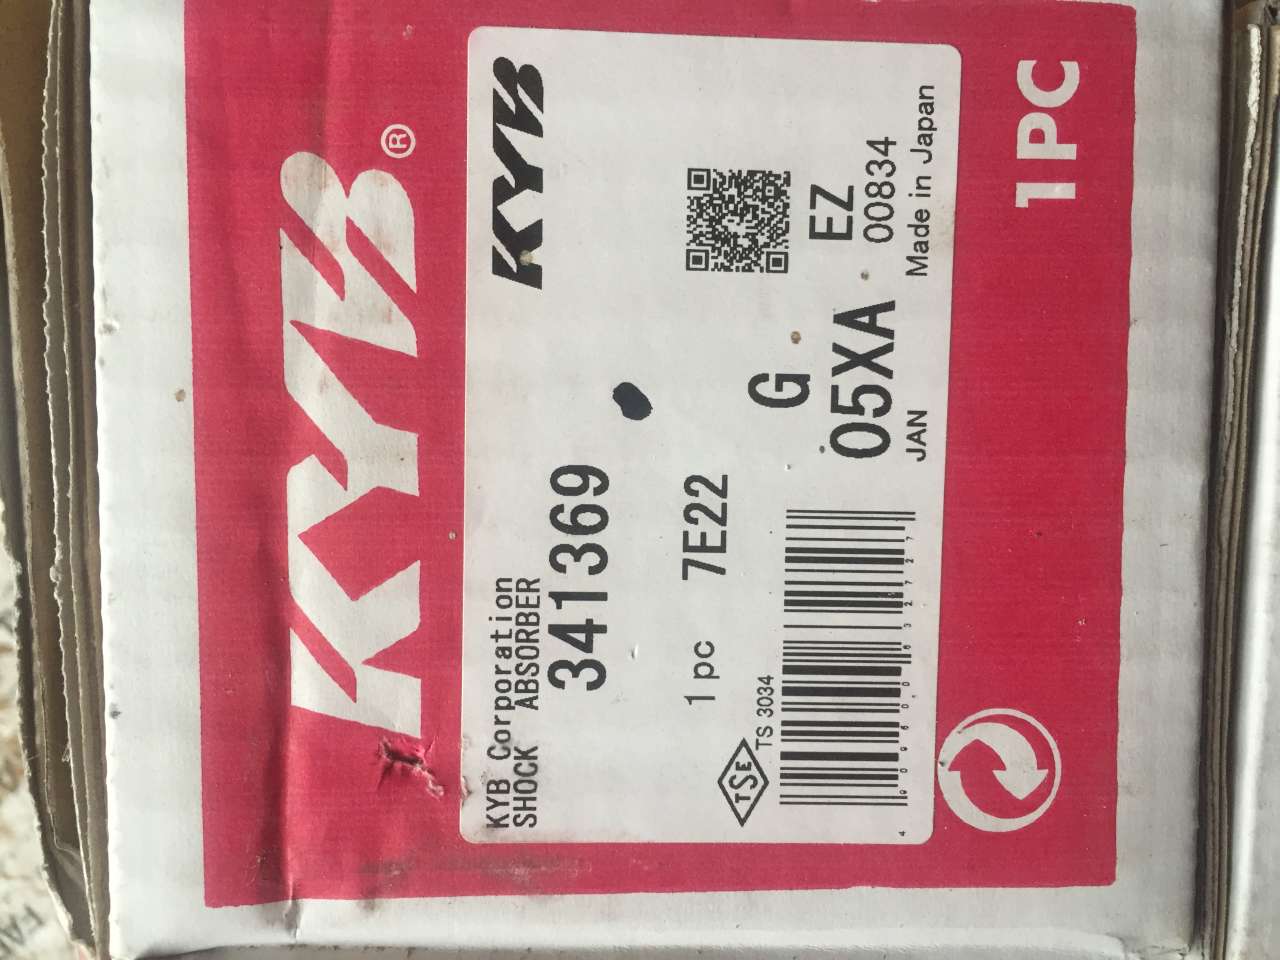 KYB®
KYB Corporation
SHOCK ABSORBER
KYB
341369
1 pc 7E22
TSE
TS 3034
G
05XA EZ
00834
JAN Made in Japan
1PC